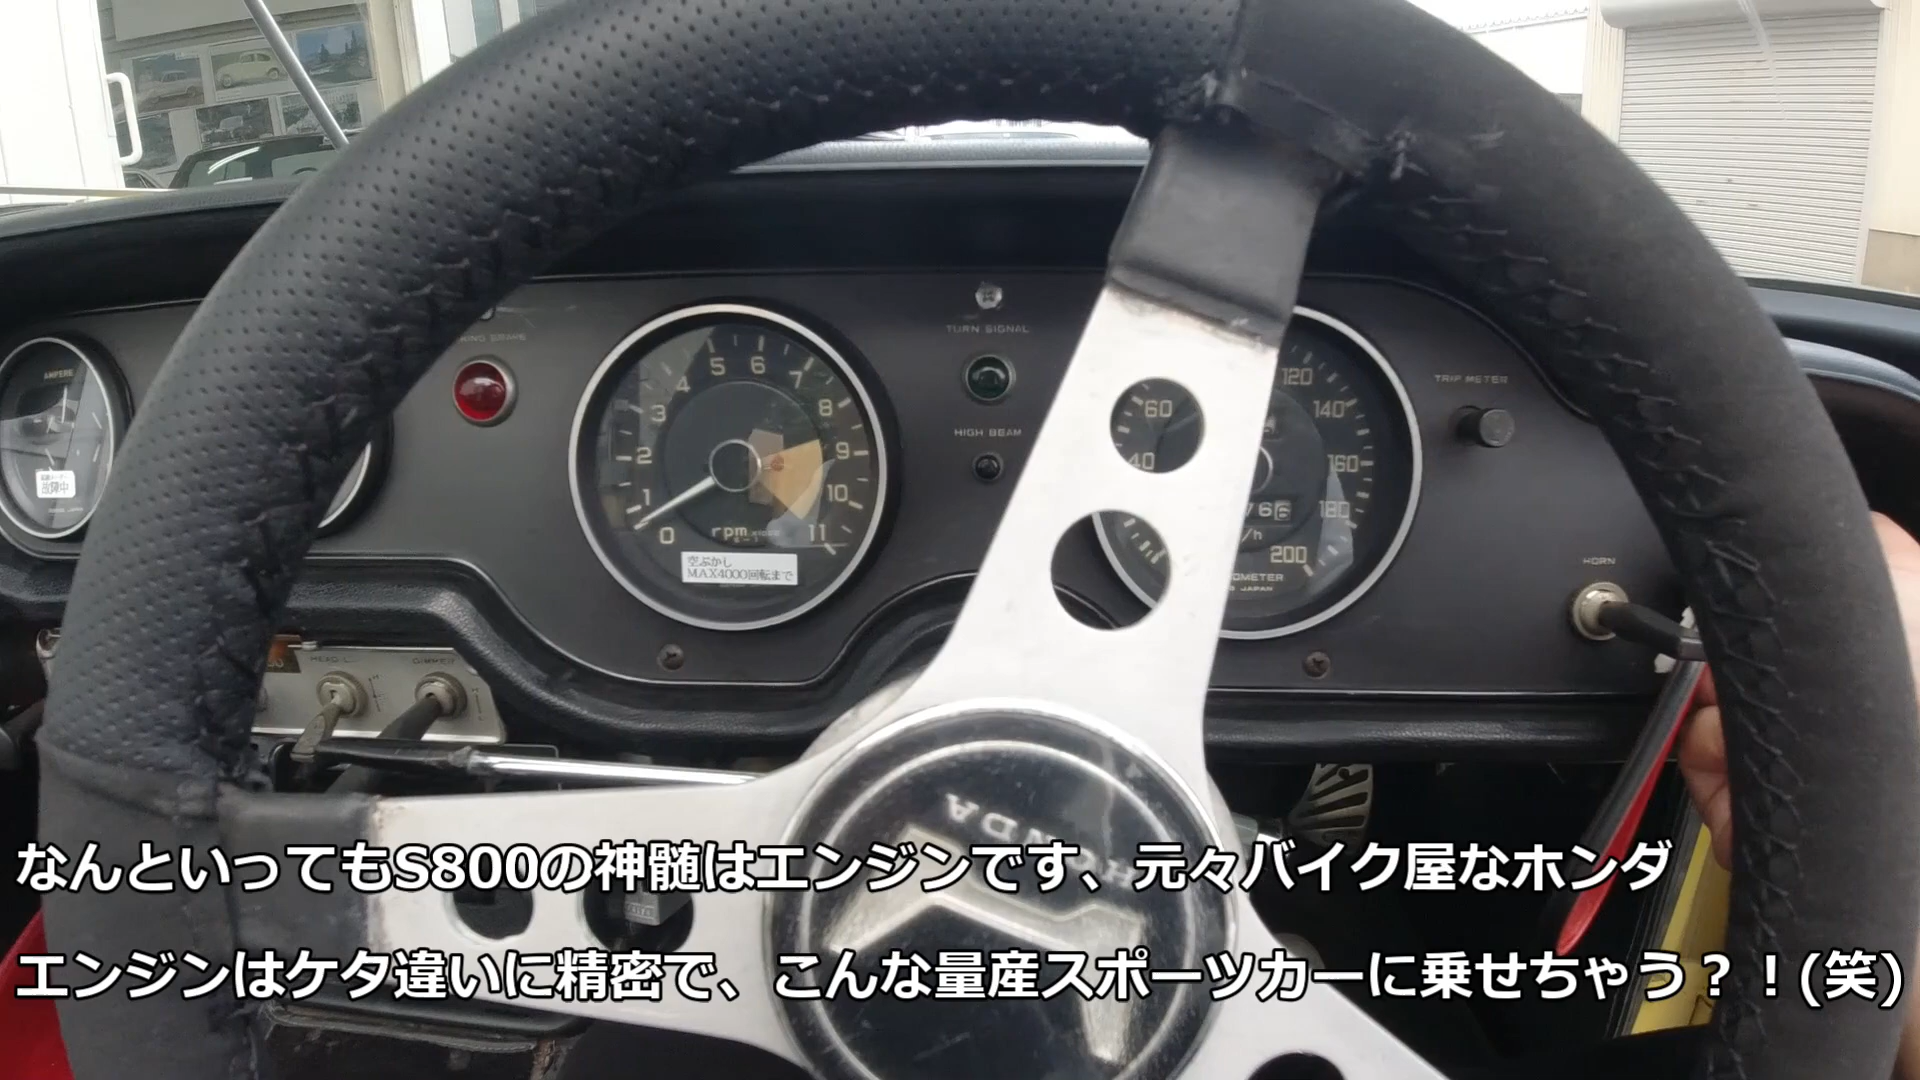 TURN SIGNAL
AMPERE
HIGH BEAM
TRIP METER
HORN
0 1 2 3 4 5 6 7 8 9 10 11
rpm
空ぶかし
MAX4000回転まで
故障中
40 60 120 140 160 180 200
DIMMER
HONDA
なんといってもS800の神髄はエンジンです、元々バイク屋なホンダ
エンジンはケタ違いに精密で、こんな量産スポーツカーに乗せちゃう？！(笑)